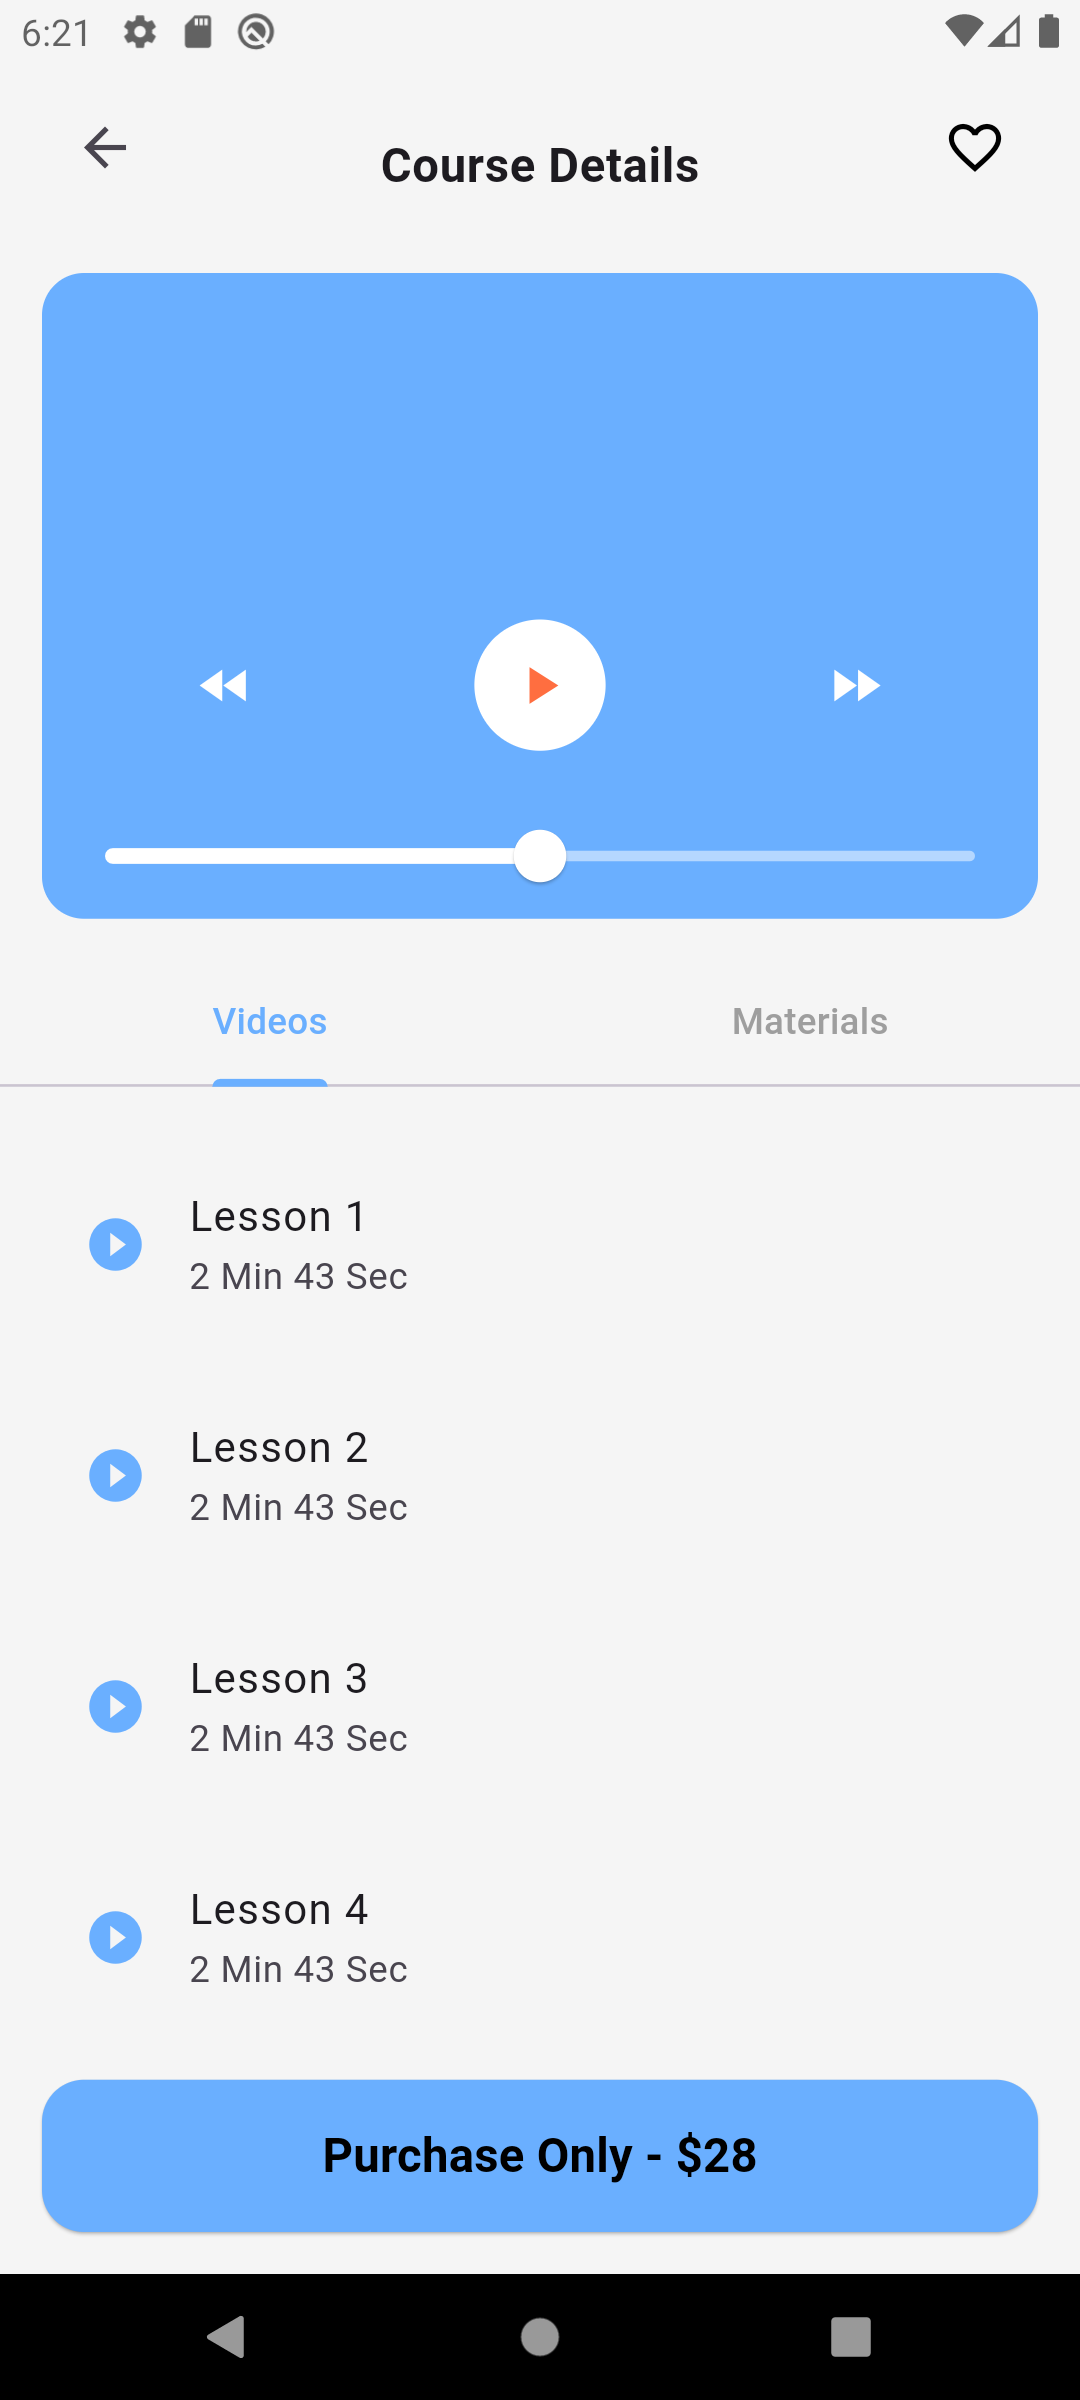 6:21
Course Details
Videos
Materials
Lesson 1
2 Min 43 Sec
Lesson 2
2 Min 43 Sec
Lesson 3
2 Min 43 Sec
Lesson 4
2 Min 43 Sec
Purchase Only - $28